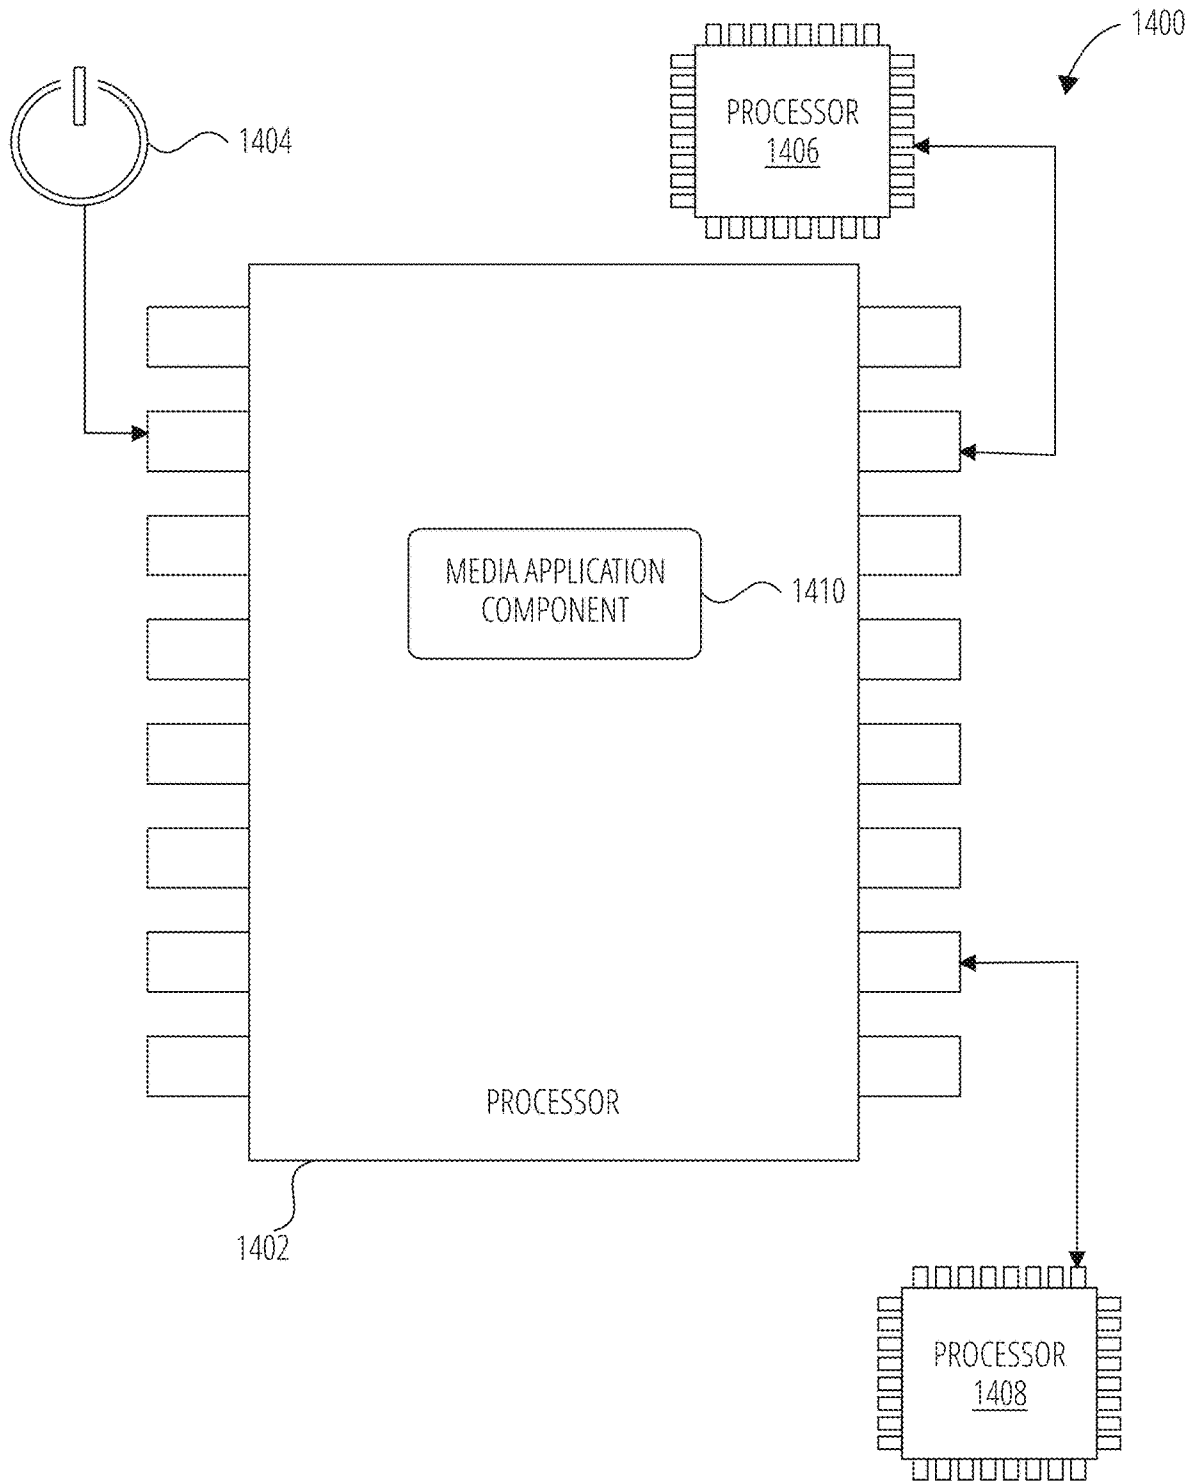 1400
PROCESSOR
1406
1404
MEDIA APPLICATION
COMPONENT
1410
PROCESSOR
1402
PROCESSOR
1408